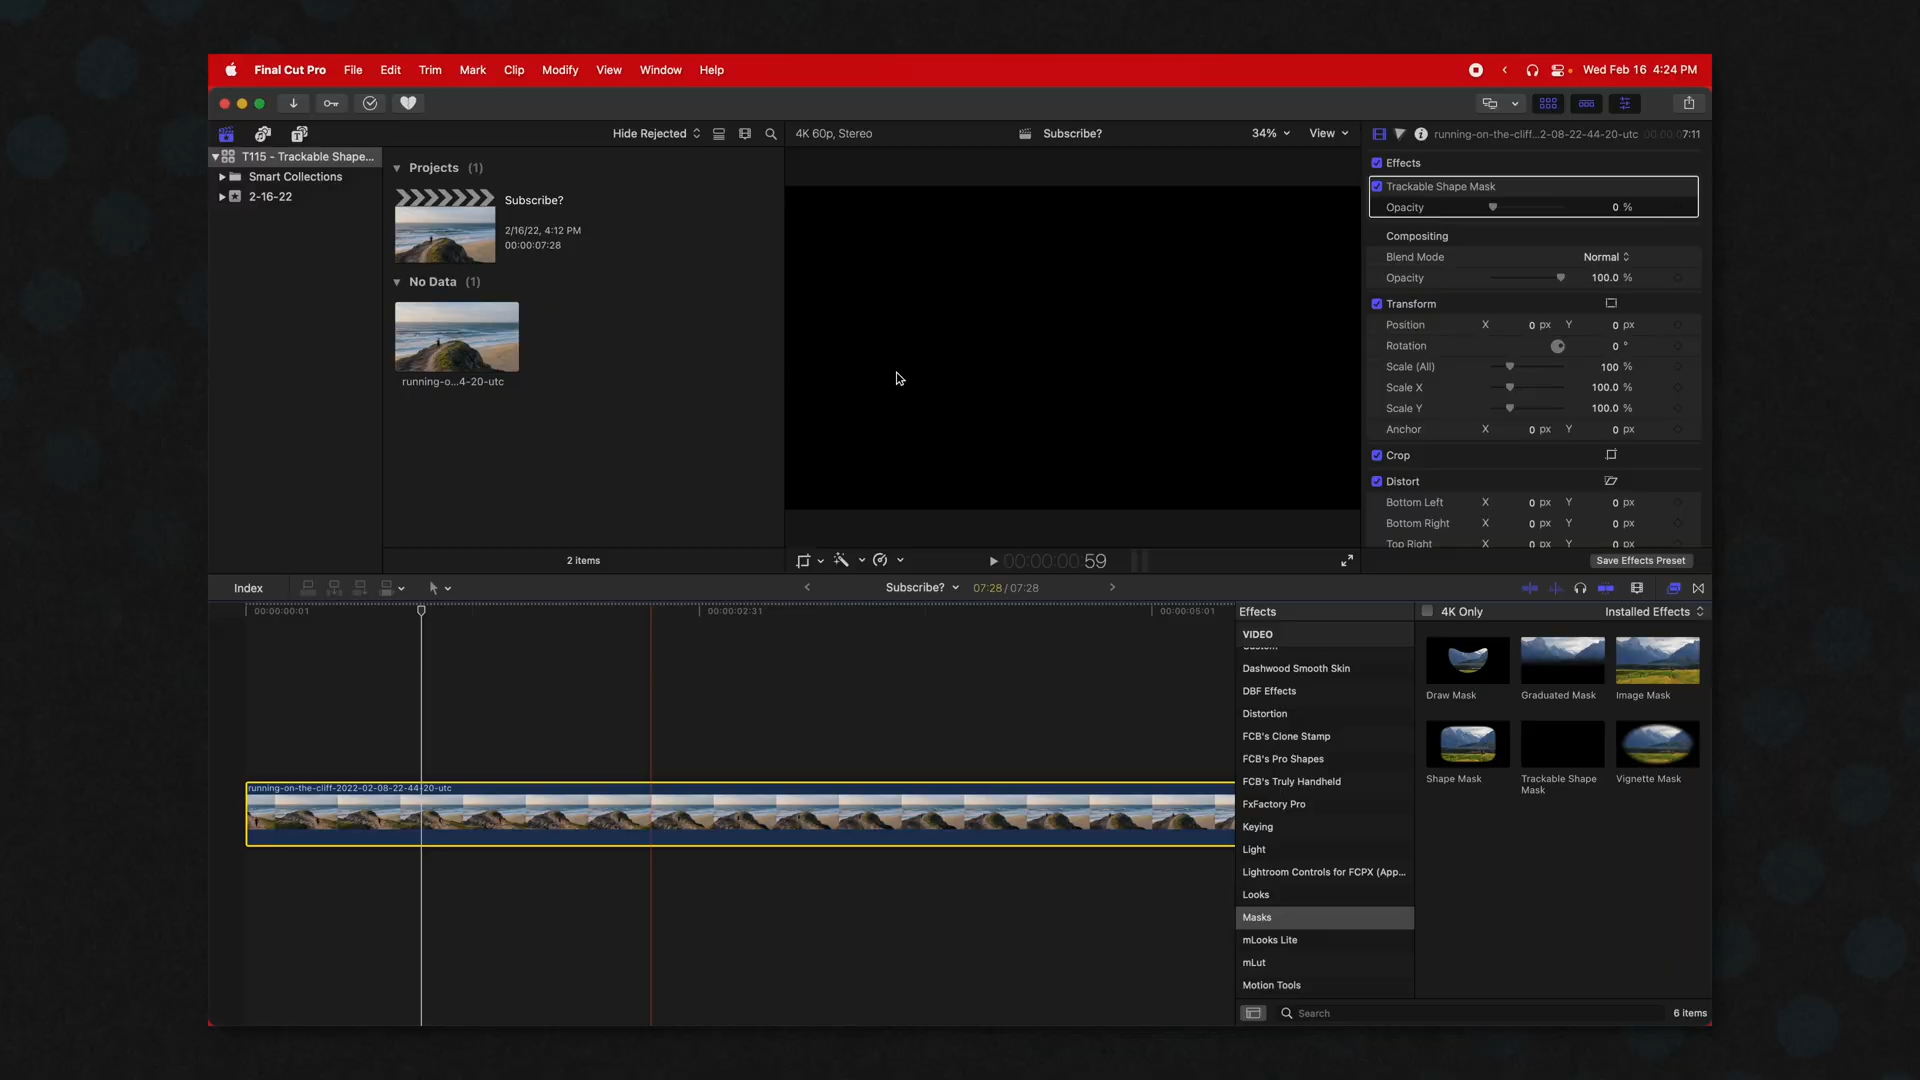 Final Cut Pro File Edit Trim Mark Clip Modify View Window Help
Wed Feb 16 4:24 PM
Hide Rejected
4K 60p, Stereo
Subscribe?
34%
View
running-on-the-cliff...2-08-22-44-20-utc
7:11
T115 - Trackable Shape...
Smart Collections
2-16-22
Projects (1)
Subscribe?
2/16/22, 4:12 PM
00:00:07:28
No Data (1)
running-o...4-20-utc
2 items
Effects
Trackable Shape Mask
Opacity 0 %
Compositing
Blend Mode Normal
Opacity 100.0 %
Transform
Position X 0 px Y 0 px
Rotation 0 °
Scale (All) 100 %
Scale X 100.0 %
Scale Y 100.0 %
Anchor X 0 px Y 0 px
Crop
Distort
Bottom Left X 0 px Y 0 px
Bottom Right X 0 px Y 0 px
Top Right X 0 px Y 0 px
Save Effects Preset
00:00:00:59
Index
Subscribe?
07:28 / 07:28
00:00:00:01
00:00:02:31
00:00:05:01
running-on-the-cliff-2022-02-08-22-44-20-utc
Effects
VIDEO
Custom
Dashwood Smooth Skin
DBF Effects
Distortion
FCB's Clone Stamp
FCB's Pro Shapes
FCB's Truly Handheld
FxFactory Pro
Keying
Light
Lightroom Controls for FCPX (App...
Looks
Masks
mLooks Lite
mLut
Motion Tools
4K Only
Installed Effects
Draw Mask
Graduated Mask
Image Mask
Shape Mask
Trackable Shape
Mask
Vignette Mask
Search
6 items